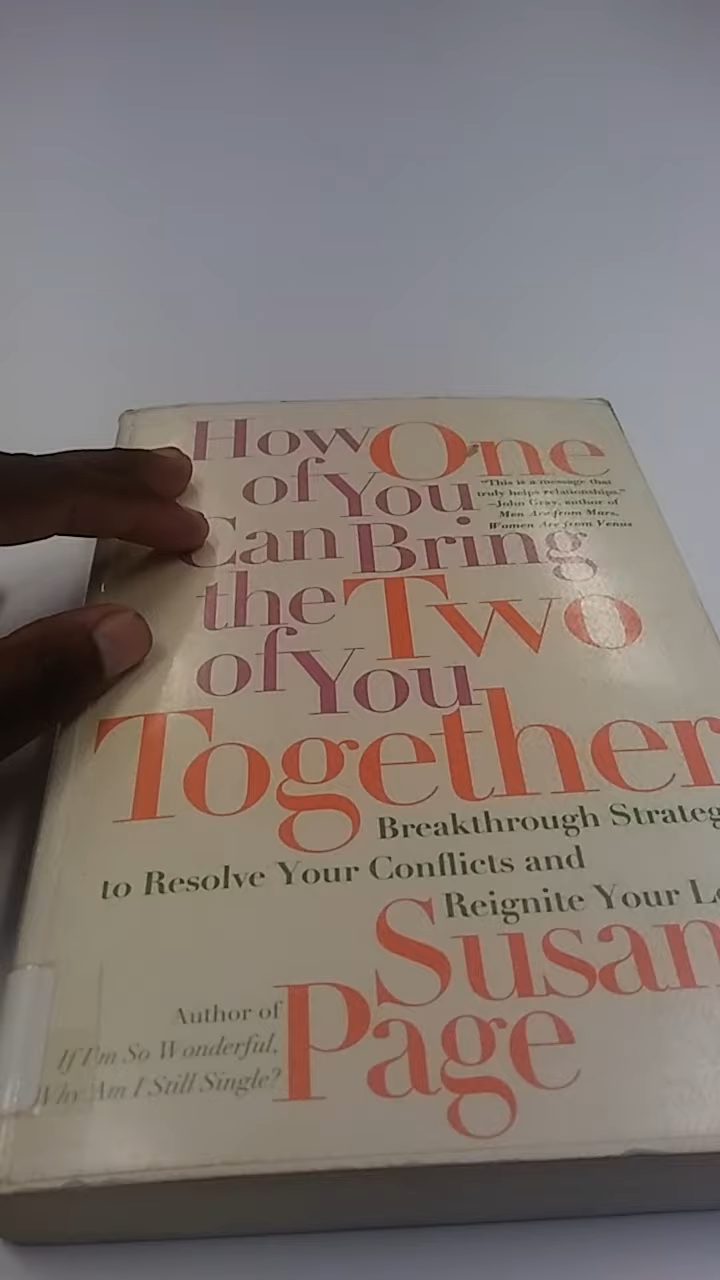 How One
of You
"This is a message that
truly helps relationships."
—John Gray, author of
Men Are from Mars,
Women Are from Venus
Can Bring
the Two
of You
Together
Breakthrough Strateg
to Resolve Your Conflicts and
Reignite Your Lo
Susan
Page
Author of
If I'm So Wonderful,
Why Am I Still Single?